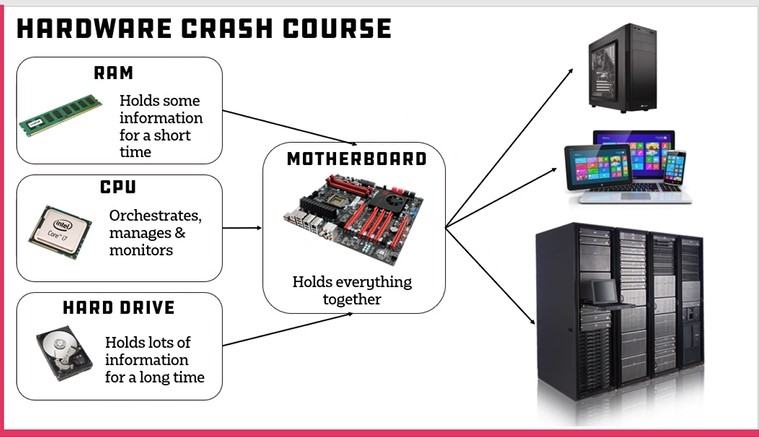 HARDWARE CRASH COURSE
RAM
Holds some
information
for a short
time
CPU
intel
Core™ i7
Orchestrates,
manages &
monitors
HARD DRIVE
Holds lots of
information
for a long time
MOTHERBOARD
Holds everything
together